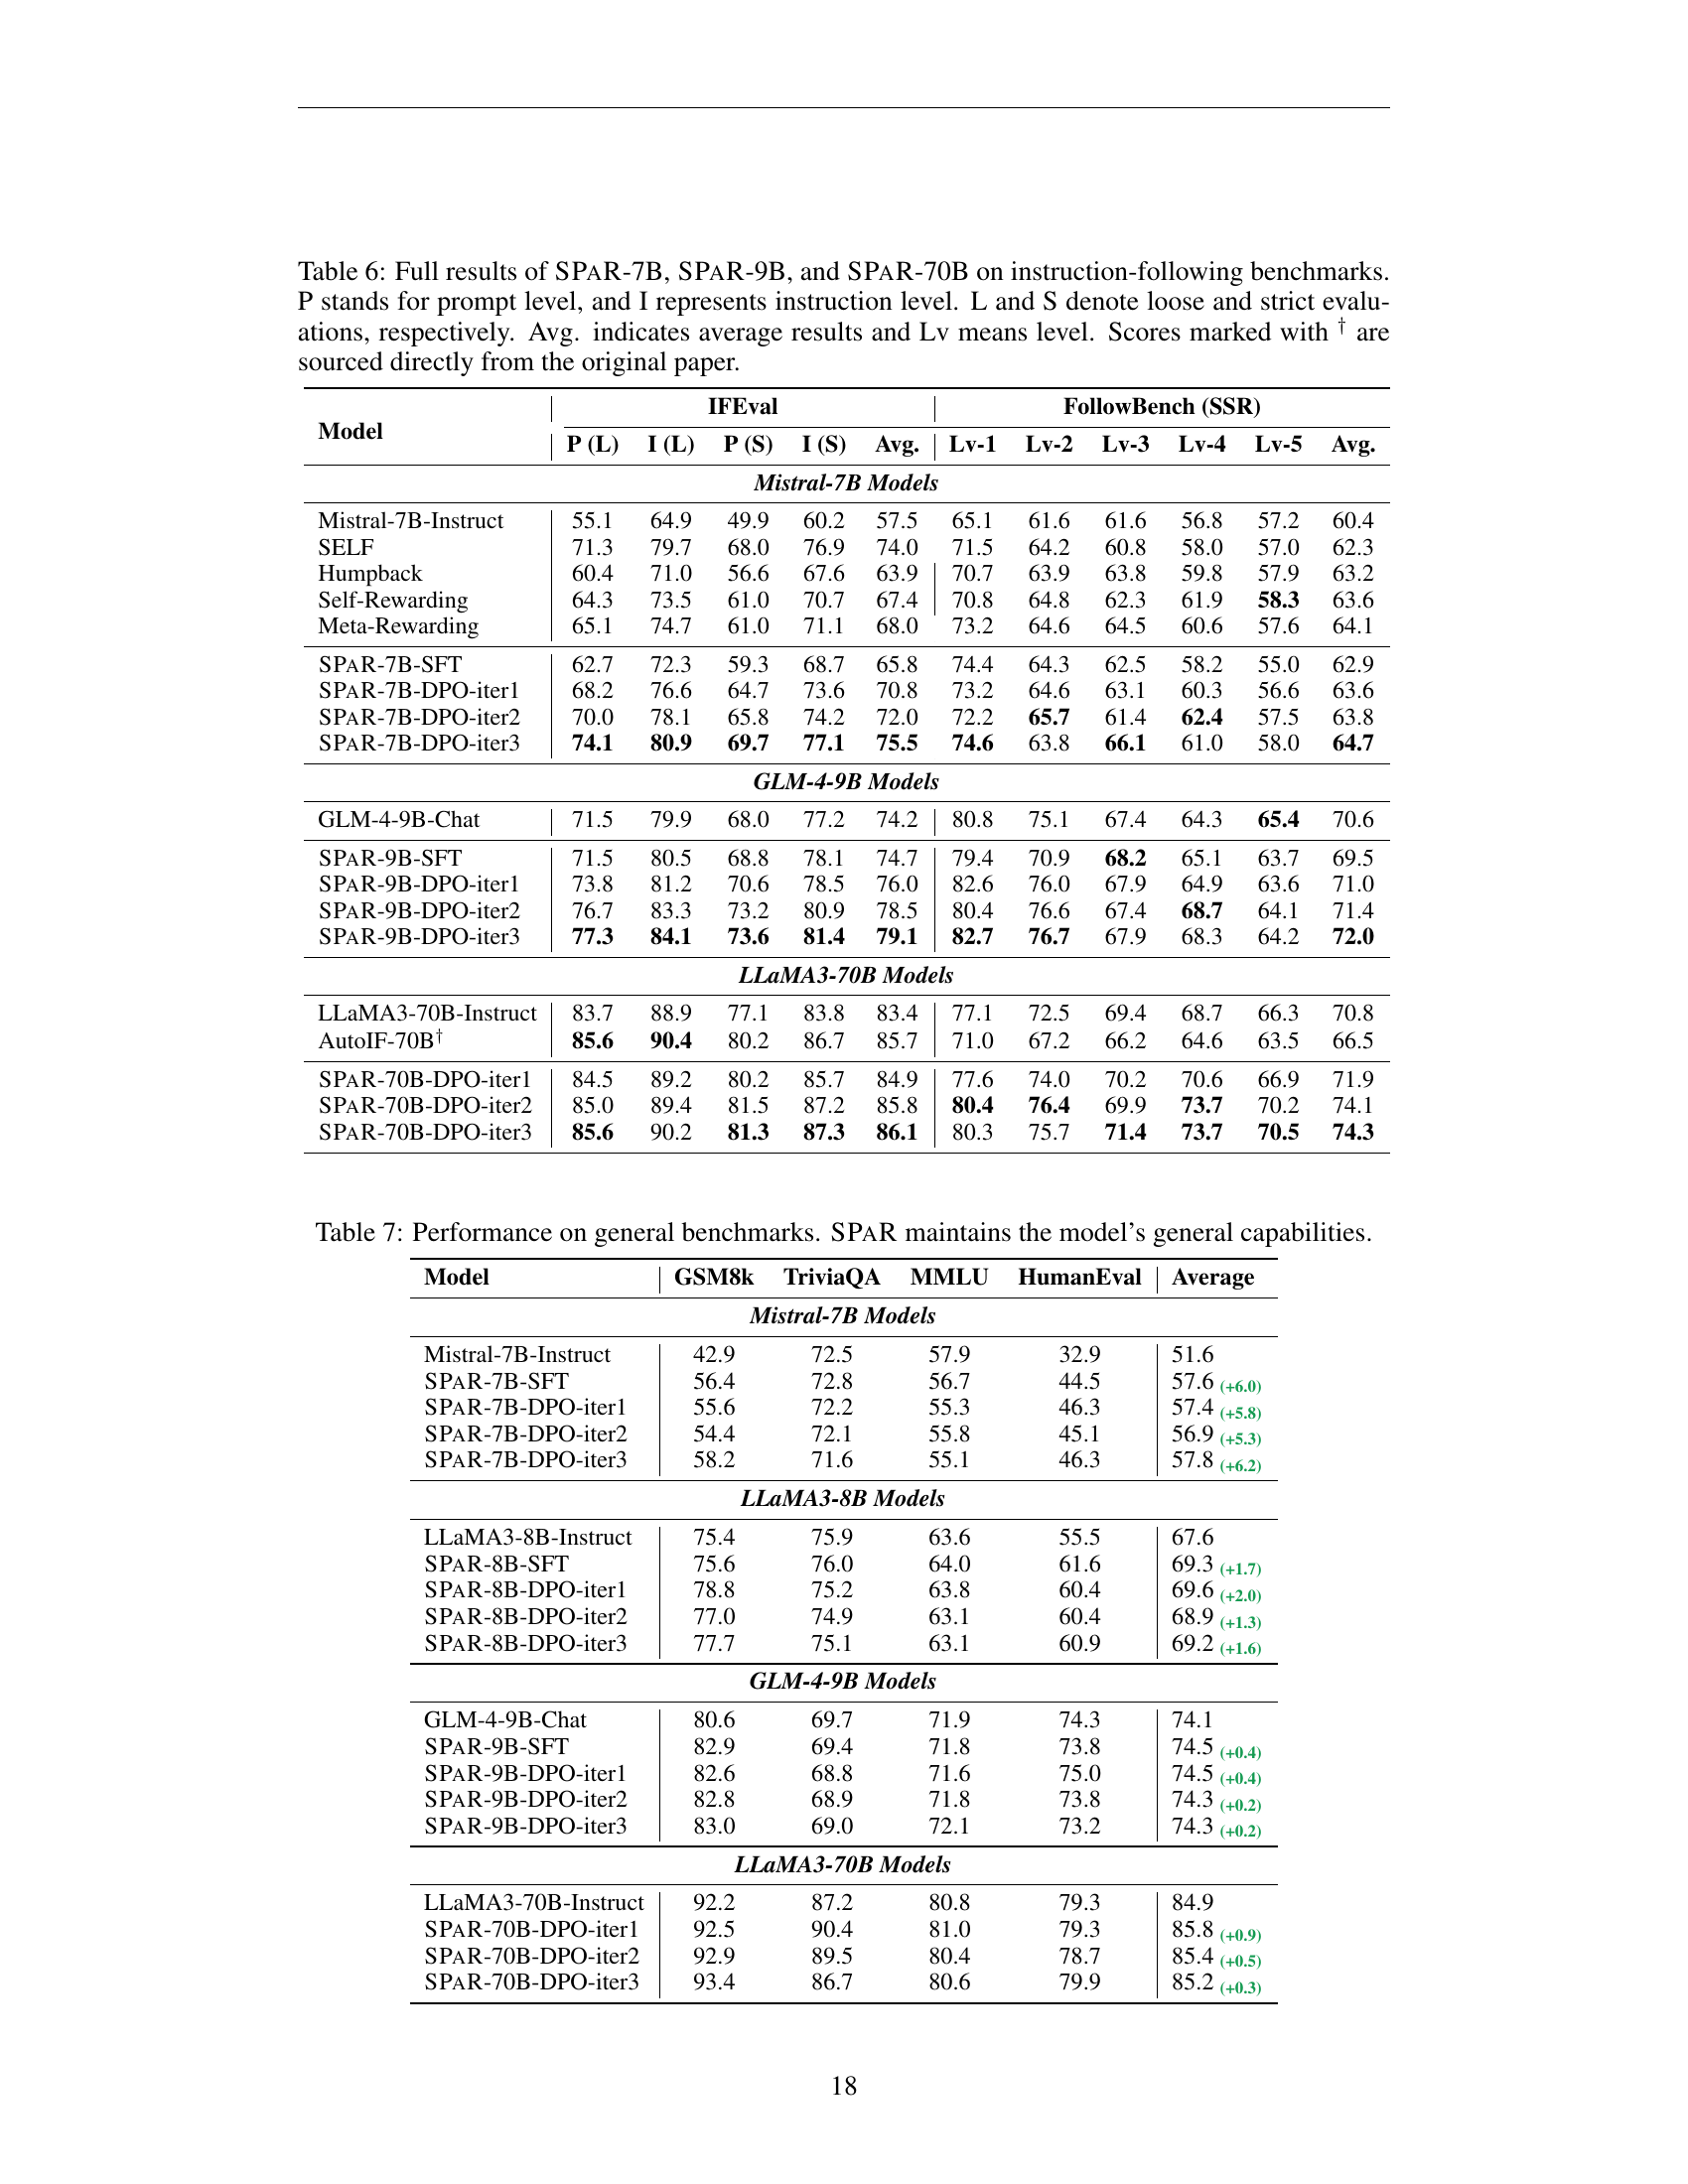 Table 6: Full results of SPAR-7B, SPAR-9B, and SPAR-70B on instruction-following benchmarks.
P stands for prompt level, and I represents instruction level. L and S denote loose and strict evalu-
ations, respectively. Avg. indicates average results and Lv means level. Scores marked with † are
sourced directly from the original paper.
Model IFEval FollowBench (SSR)
P (L) I (L) P (S) I (S) Avg. Lv-1 Lv-2 Lv-3 Lv-4 Lv-5 Avg.
Mistral-7B Models
Mistral-7B-Instruct 55.1 64.9 49.9 60.2 57.5 65.1 61.6 61.6 56.8 57.2 60.4
SELF 71.3 79.7 68.0 76.9 74.0 71.5 64.2 60.8 58.0 57.0 62.3
Humpback 60.4 71.0 56.6 67.6 63.9 70.7 63.9 63.8 59.8 57.9 63.2
Self-Rewarding 64.3 73.5 61.0 70.7 67.4 70.8 64.8 62.3 61.9 58.3 63.6
Meta-Rewarding 65.1 74.7 61.0 71.1 68.0 73.2 64.6 64.5 60.6 57.6 64.1
SPAR-7B-SFT 62.7 72.3 59.3 68.7 65.8 74.4 64.3 62.5 58.2 55.0 62.9
SPAR-7B-DPO-iter1 68.2 76.6 64.7 73.6 70.8 73.2 64.6 63.1 60.3 56.6 63.6
SPAR-7B-DPO-iter2 70.0 78.1 65.8 74.2 72.0 72.2 65.7 61.4 62.4 57.5 63.8
SPAR-7B-DPO-iter3 74.1 80.9 69.7 77.1 75.5 74.6 63.8 66.1 61.0 58.0 64.7
GLM-4-9B Models
GLM-4-9B-Chat 71.5 79.9 68.0 77.2 74.2 80.8 75.1 67.4 64.3 65.4 70.6
SPAR-9B-SFT 71.5 80.5 68.8 78.1 74.7 79.4 70.9 68.2 65.1 63.7 69.5
SPAR-9B-DPO-iter1 73.8 81.2 70.6 78.5 76.0 82.6 76.0 67.9 64.9 63.6 71.0
SPAR-9B-DPO-iter2 76.7 83.3 73.2 80.9 78.5 80.4 76.6 67.4 68.7 64.1 71.4
SPAR-9B-DPO-iter3 77.3 84.1 73.6 81.4 79.1 82.7 76.7 67.9 68.3 64.2 72.0
LLaMA3-70B Models
LLaMA3-70B-Instruct 83.7 88.9 77.1 83.8 83.4 77.1 72.5 69.4 68.7 66.3 70.8
AutoIF-70B† 85.6 90.4 80.2 86.7 85.7 71.0 67.2 66.2 64.6 63.5 66.5
SPAR-70B-DPO-iter1 84.5 89.2 80.2 85.7 84.9 77.6 74.0 70.2 70.6 66.9 71.9
SPAR-70B-DPO-iter2 85.0 89.4 81.5 87.2 85.8 80.4 76.4 69.9 73.7 70.2 74.1
SPAR-70B-DPO-iter3 85.6 90.2 81.3 87.3 86.1 80.3 75.7 71.4 73.7 70.5 74.3
Table 7: Performance on general benchmarks. SPAR maintains the model's general capabilities.
Model GSM8k TriviaQA MMLU HumanEval Average
Mistral-7B Models
Mistral-7B-Instruct 42.9 72.5 57.9 32.9 51.6
SPAR-7B-SFT 56.4 72.8 56.7 44.5 57.6 (+6.0)
SPAR-7B-DPO-iter1 55.6 72.2 55.3 46.3 57.4 (+5.8)
SPAR-7B-DPO-iter2 54.4 72.1 55.8 45.1 56.9 (+5.3)
SPAR-7B-DPO-iter3 58.2 71.6 55.1 46.3 57.8 (+6.2)
LLaMA3-8B Models
LLaMA3-8B-Instruct 75.4 75.9 63.6 55.5 67.6
SPAR-8B-SFT 75.6 76.0 64.0 61.6 69.3 (+1.7)
SPAR-8B-DPO-iter1 78.8 75.2 63.8 60.4 69.6 (+2.0)
SPAR-8B-DPO-iter2 77.0 74.9 63.1 60.4 68.9 (+1.3)
SPAR-8B-DPO-iter3 77.7 75.1 63.1 60.9 69.2 (+1.6)
GLM-4-9B Models
GLM-4-9B-Chat 80.6 69.7 71.9 74.3 74.1
SPAR-9B-SFT 82.9 69.4 71.8 73.8 74.5 (+0.4)
SPAR-9B-DPO-iter1 82.6 68.8 71.6 75.0 74.5 (+0.4)
SPAR-9B-DPO-iter2 82.8 68.9 71.8 73.8 74.3 (+0.2)
SPAR-9B-DPO-iter3 83.0 69.0 72.1 73.2 74.3 (+0.2)
LLaMA3-70B Models
LLaMA3-70B-Instruct 92.2 87.2 80.8 79.3 84.9
SPAR-70B-DPO-iter1 92.5 90.4 81.0 79.3 85.8 (+0.9)
SPAR-70B-DPO-iter2 92.9 89.5 80.4 78.7 85.4 (+0.5)
SPAR-70B-DPO-iter3 93.4 86.7 80.6 79.9 85.2 (+0.3)
18